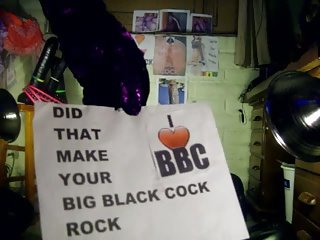 DID
THAT
MAKE
YOUR
BIG BLACK COCK
ROCK
I
BBC